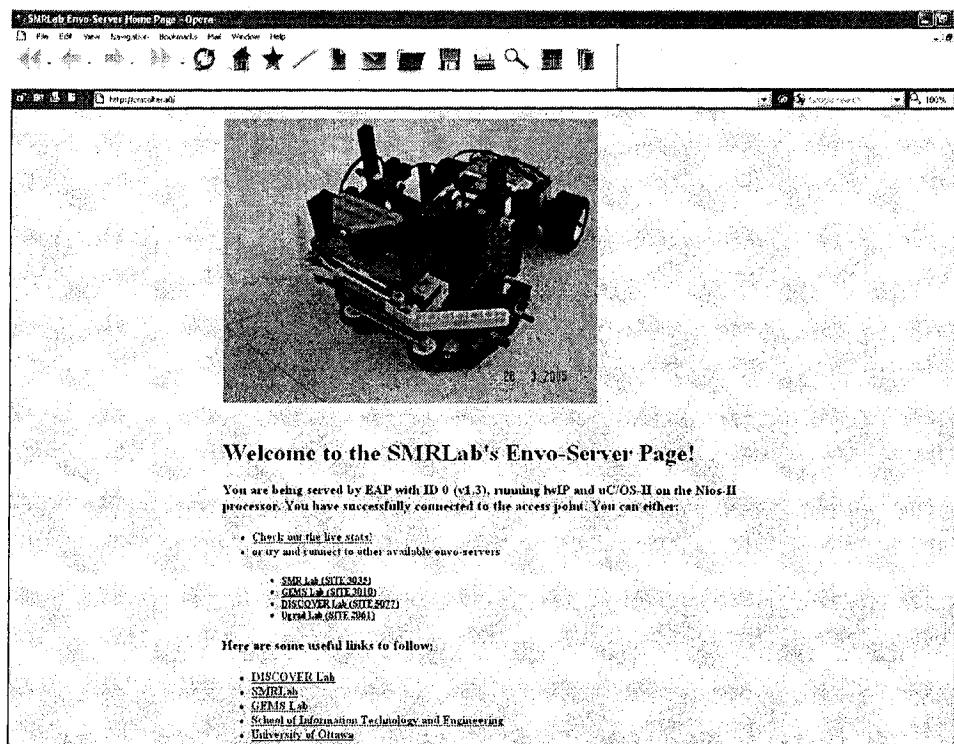 SMRLab Envo-Server Home Page - Opera
File Edit View Navigation Bookmarks Mail Window Help
Google search 100%
Welcome to the SMRLab's Envo-Server Page!
You are being served by EAP with ID 0 (v1.3), running lwIP and uC/OS-II on the Nios-II
processor. You have successfully connected to the access point. You can either:
Check out the live stats!
or try and connect to other available envo-servers
SMR Lab (SITE 3035)
GEMS Lab (SITE 3010)
DISCOVER Lab (SITE 5077)
Ugrad Lab (SITE 2061)
Here are some useful links to follow:
DISCOVER Lab
SMRLab
GEMS Lab
School of Information Technology and Engineering
University of Ottawa